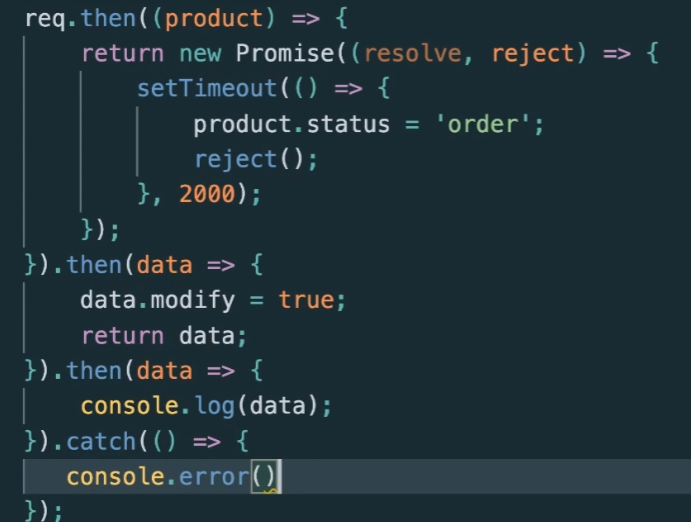 req.then((product) => {
    return new Promise((resolve, reject) => {
        setTimeout(() => {
            product.status = 'order';
            reject();
        }, 2000);
    });
}).then(data => {
    data.modify = true;
    return data;
}).then(data => {
    console.log(data);
}).catch(() => {
   console.error()
});